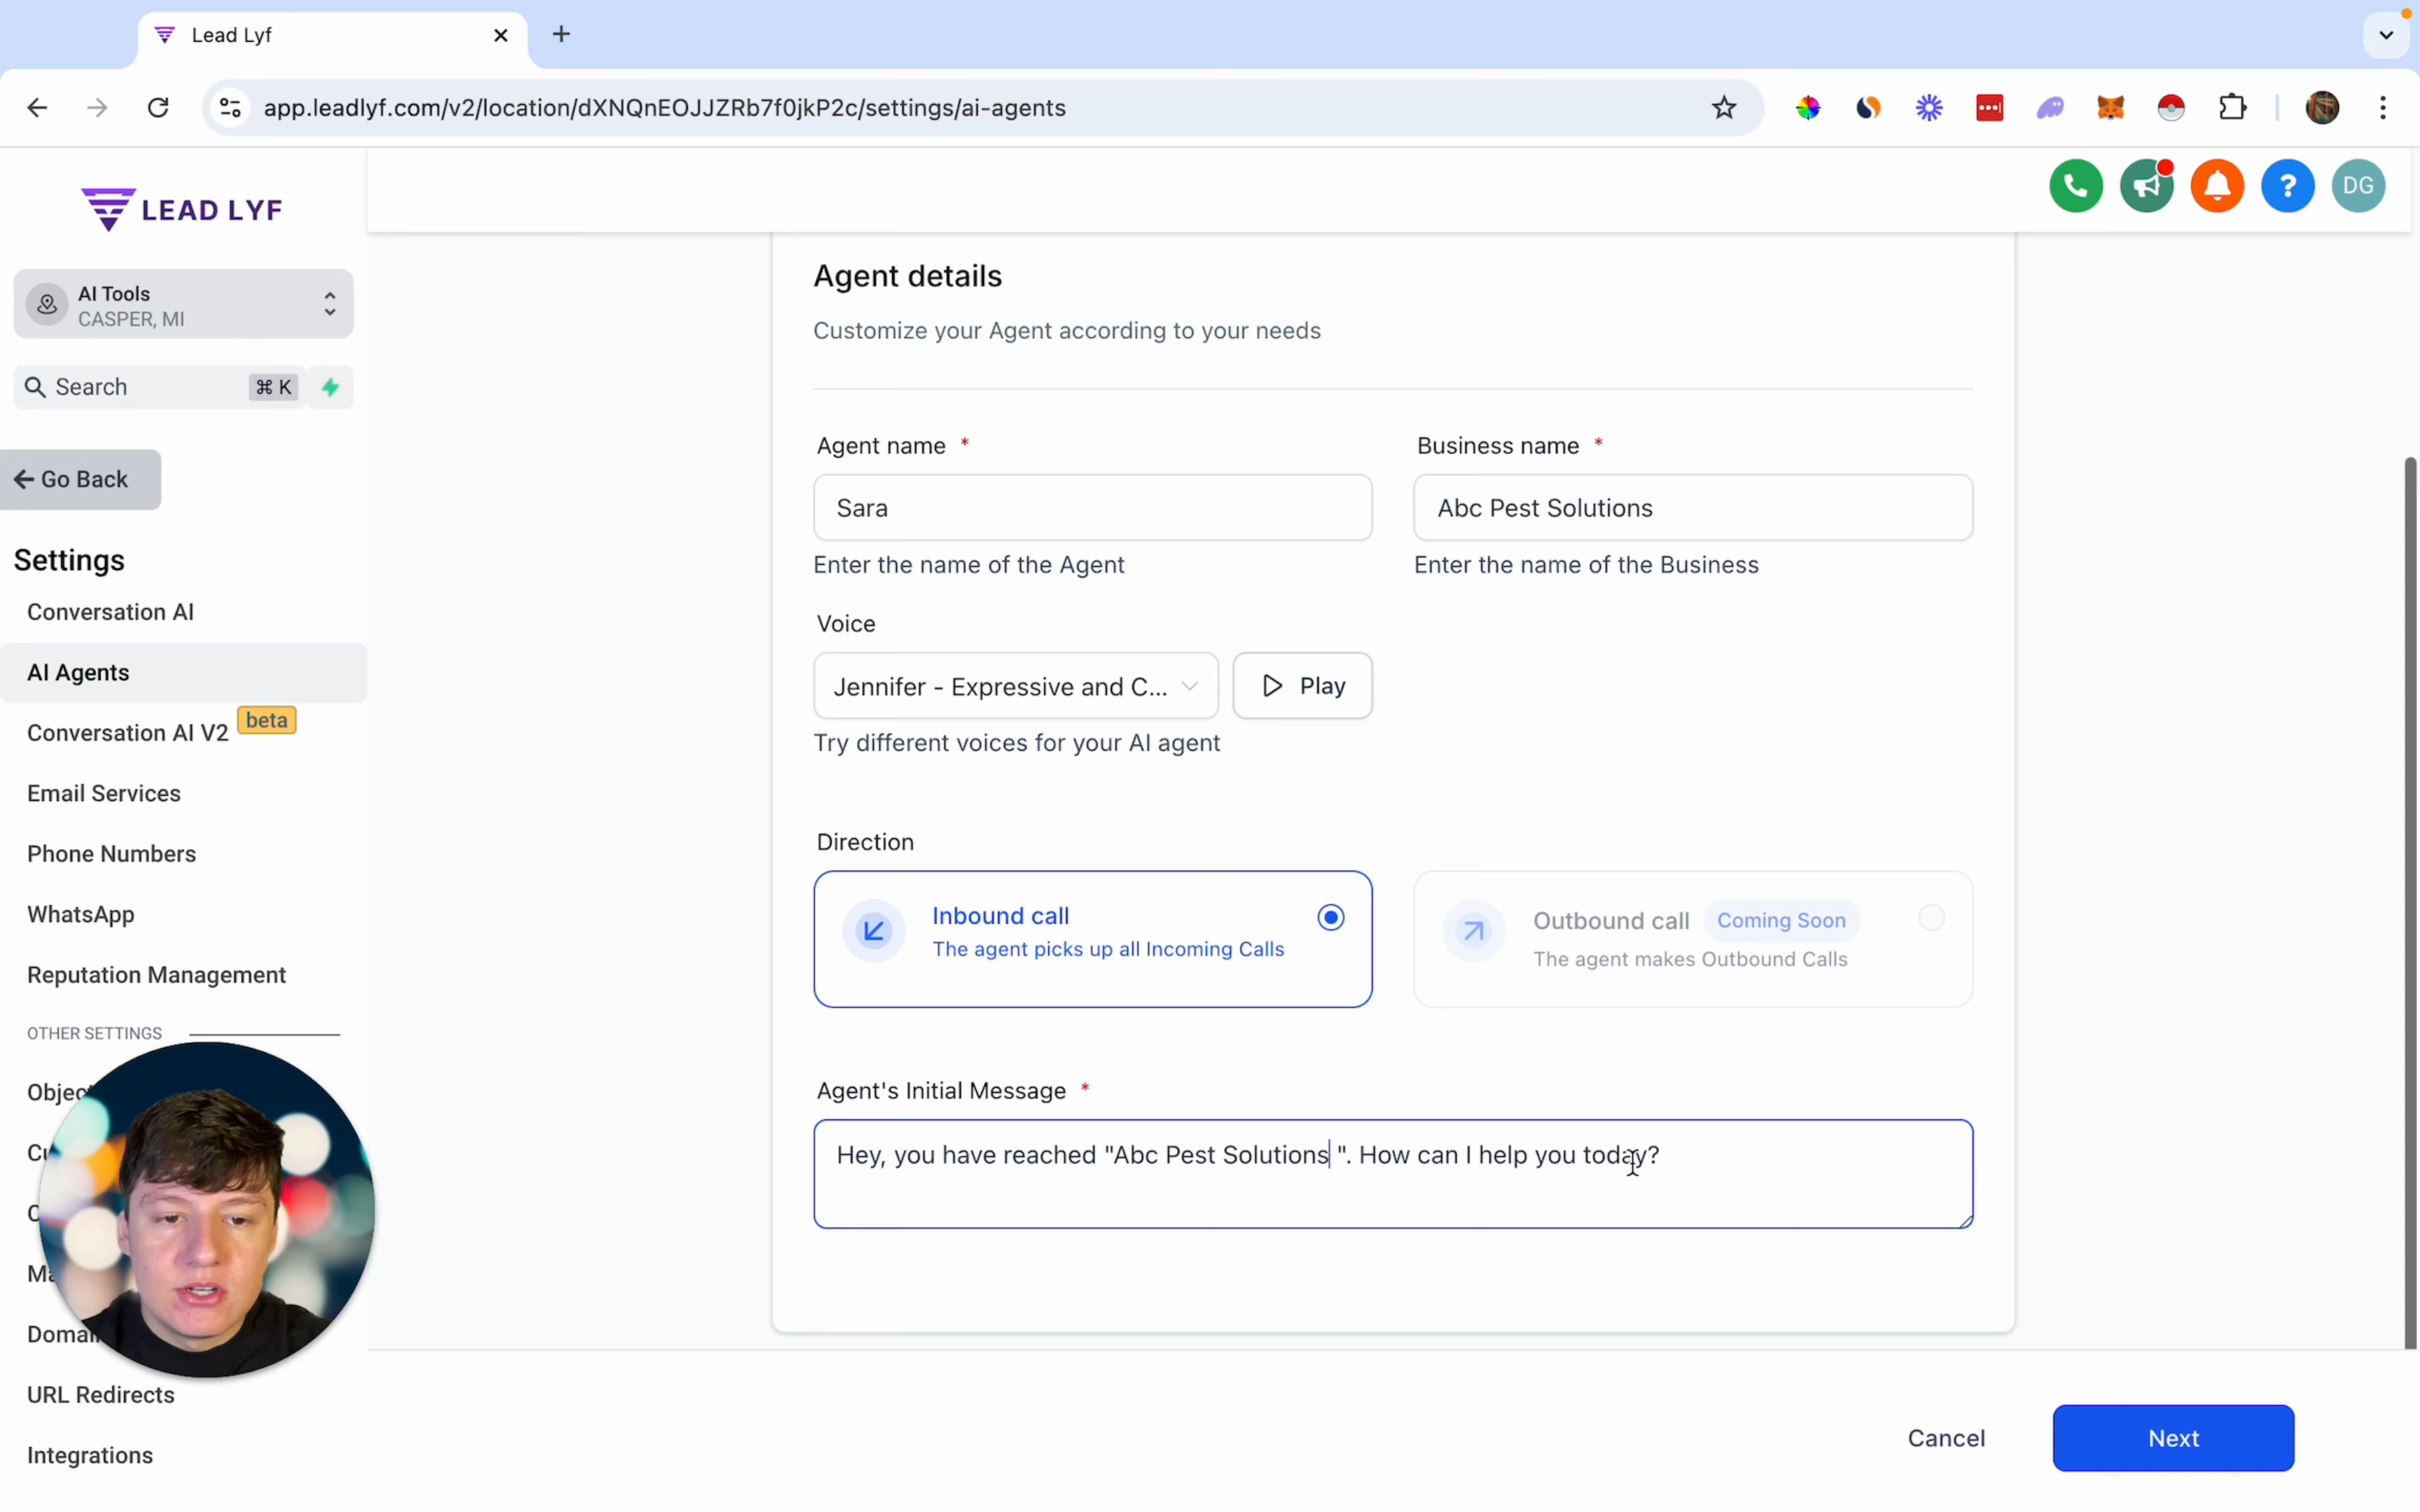 Lead Lyf
app.leadlyf.com/v2/location/dXNQnEOJJZRb7f0jkP2c/settings/ai-agents
LEAD LYF
DG
AI Tools
CASPER, MI
Search
⌘ K
Go Back
Settings
Conversation AI
AI Agents
Conversation AI V2 beta
Email Services
Phone Numbers
WhatsApp
Reputation Management
OTHER SETTINGS
URL Redirects
Integrations
Agent details
Customize your Agent according to your needs
Agent name *
Sara
Enter the name of the Agent
Business name *
Abc Pest Solutions
Enter the name of the Business
Voice
Jennifer - Expressive and C...
Play
Try different voices for your AI agent
Direction
Inbound call
The agent picks up all Incoming Calls
Outbound call Coming Soon
The agent makes Outbound Calls
Agent's Initial Message *
Hey, you have reached "Abc Pest Solutions ". How can I help you today?
Cancel
Next